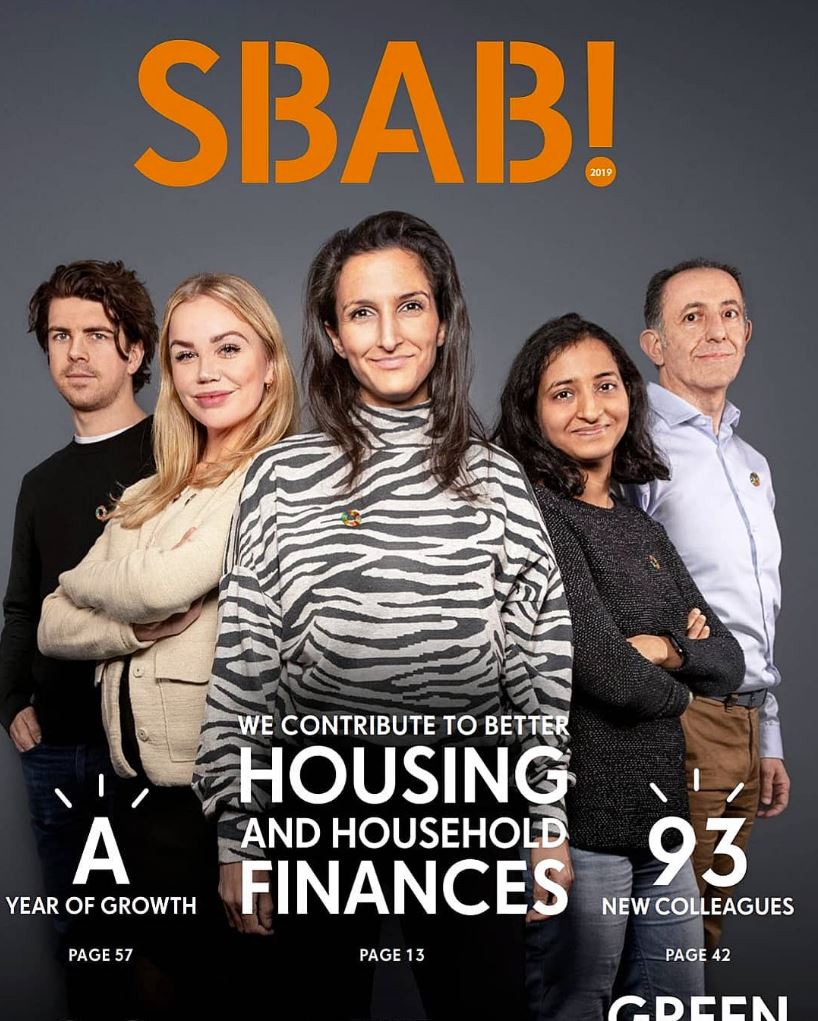 SBAB!
2019
WE CONTRIBUTE TO BETTER
HOUSING
AND HOUSEHOLD
FINANCES
A
YEAR OF GROWTH
93
NEW COLLEAGUES
PAGE 57
PAGE 13
PAGE 42
GREEN